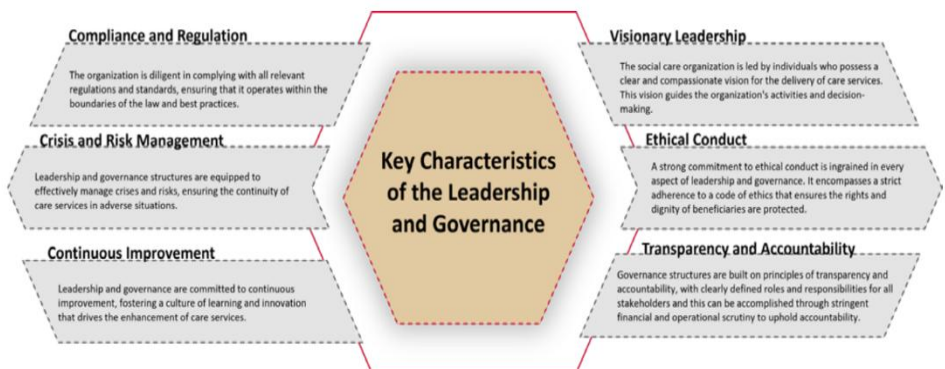 Compliance and Regulation
The organization is diligent in complying with all relevant
regulations and standards, ensuring that it operates within the
boundaries of the law and best practices.
Crisis and Risk Management
Leadership and governance structures are equipped to
effectively manage crises and risks, ensuring the continuity of
care services in adverse situations.
Continuous Improvement
Leadership and governance are committed to continuous
improvement, fostering a culture of learning and innovation
that drives the enhancement of care services.
Key Characteristics
of the Leadership
and Governance
Visionary Leadership
The social care organization is led by individuals who possess a
clear and compassionate vision for the delivery of care services.
This vision guides the organization's activities and decision-
making.
Ethical Conduct
A strong commitment to ethical conduct is ingrained in every
aspect of leadership and governance. It encompasses a strict
adherence to a code of ethics that ensures the rights and
dignity of beneficiaries are protected.
Transparency and Accountability
Governance structures are built on principles of transparency and
accountability, with clearly defined roles and responsibilities for all
stakeholders and this can be accomplished through stringent
financial and operational scrutiny to uphold accountability.